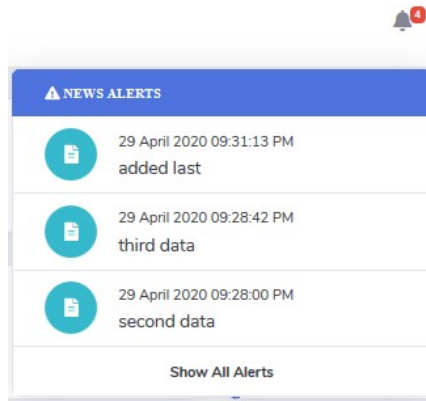 4
NEWS ALERTS
29 April 2020 09:31:13 PM
added last
29 April 2020 09:28:42 PM
third data
29 April 2020 09:28:00 PM
second data
Show All Alerts